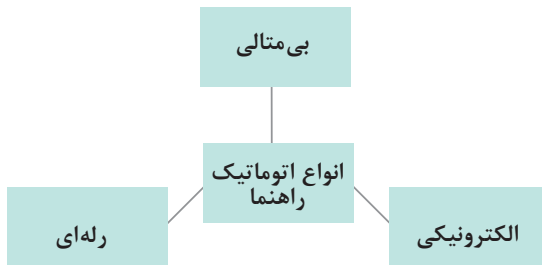 بی‌متالی
انواع اتوماتیک
راهنما
الکترونیکی
رله‌ای